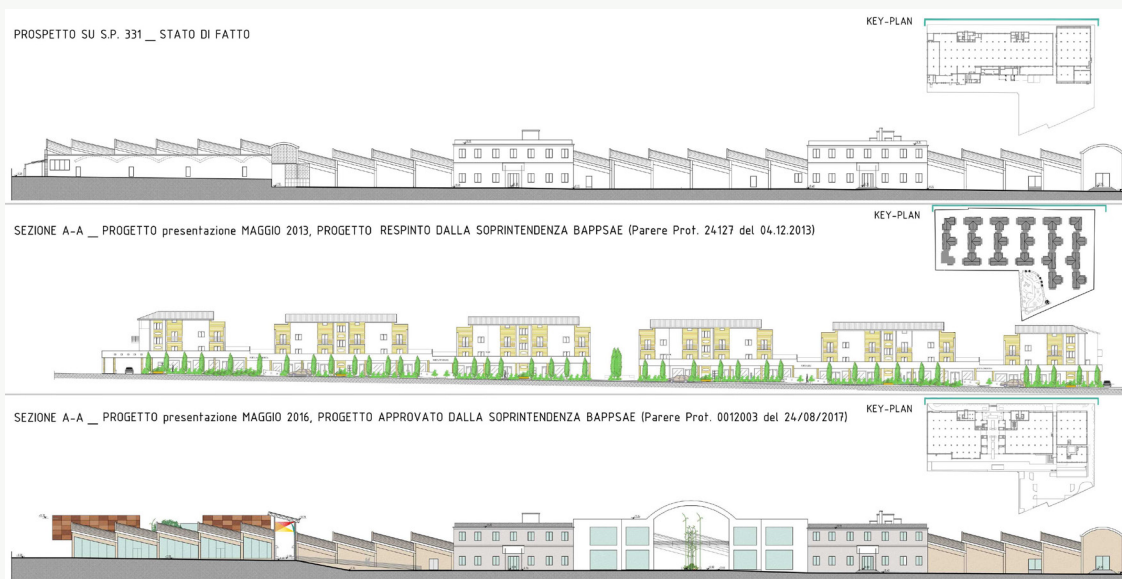 PROSPETTO SU S.P. 331 __ STATO DI FATTO
KEY-PLAN
SEZIONE A-A __ PROGETTO presentazione MAGGIO 2013, PROGETTO RESPINTO DALLA SOPRINTENDENZA BAPPSAE (Parere Prot. 24127 del 04.12.2013)
KEY-PLAN
SEZIONE A-A __ PROGETTO presentazione MAGGIO 2016, PROGETTO APPROVATO DALLA SOPRINTENDENZA BAPPSAE (Parere Prot. 0012003 del 24/08/2017)
KEY-PLAN